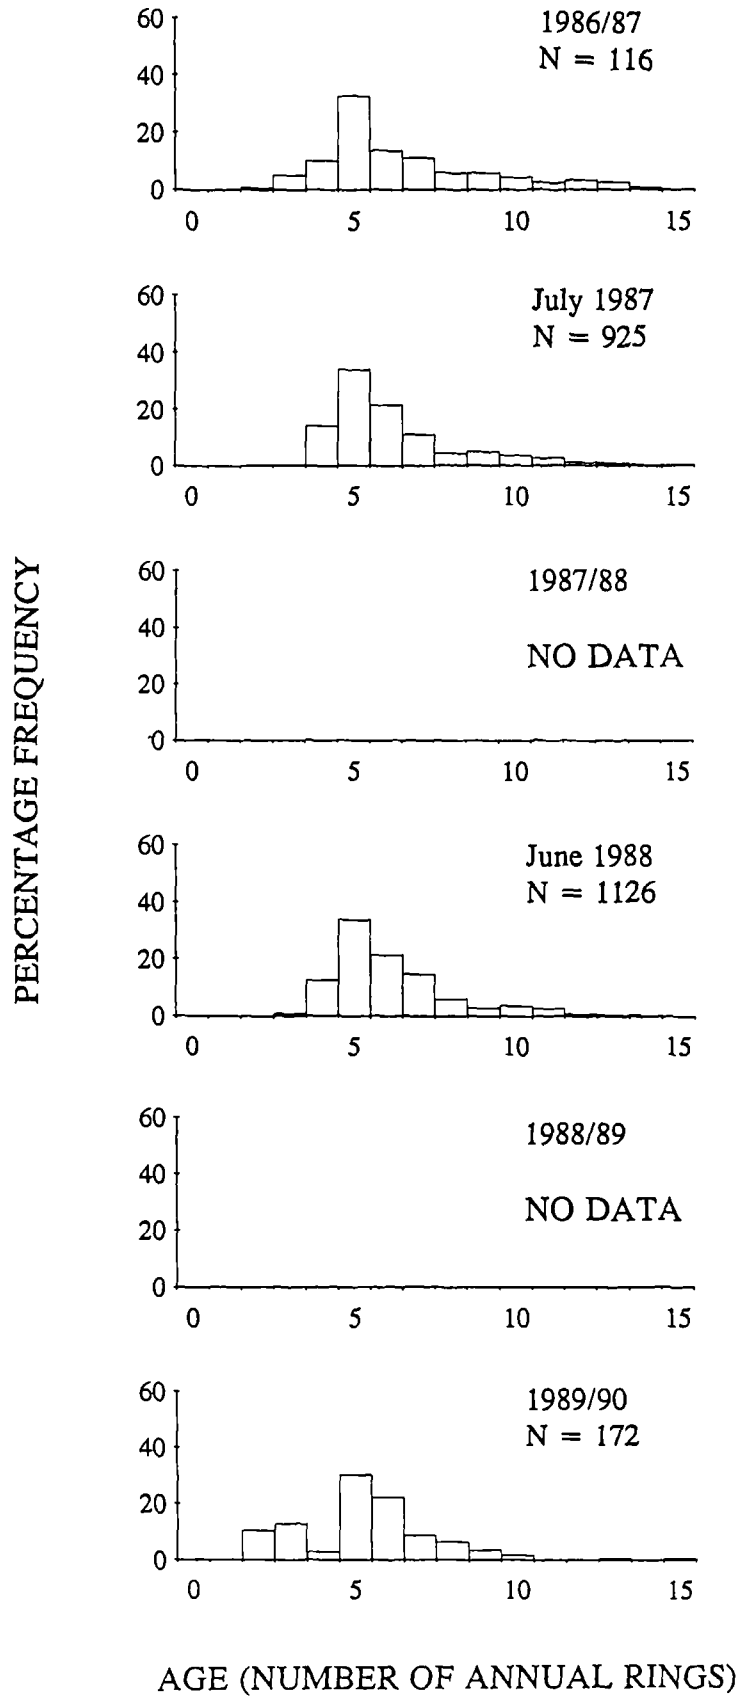 PERCENTAGE FREQUENCY
1986/87
N = 116
60
40
20
0
0 5 10 15
July 1987
N = 925
60
40
20
0
0 5 10 15
1987/88
NO DATA
60
40
20
0
0 5 10 15
June 1988
N = 1126
60
40
20
0
0 5 10 15
1988/89
NO DATA
60
40
20
0
0 5 10 15
1989/90
N = 172
60
40
20
0
0 5 10 15
AGE (NUMBER OF ANNUAL RINGS)